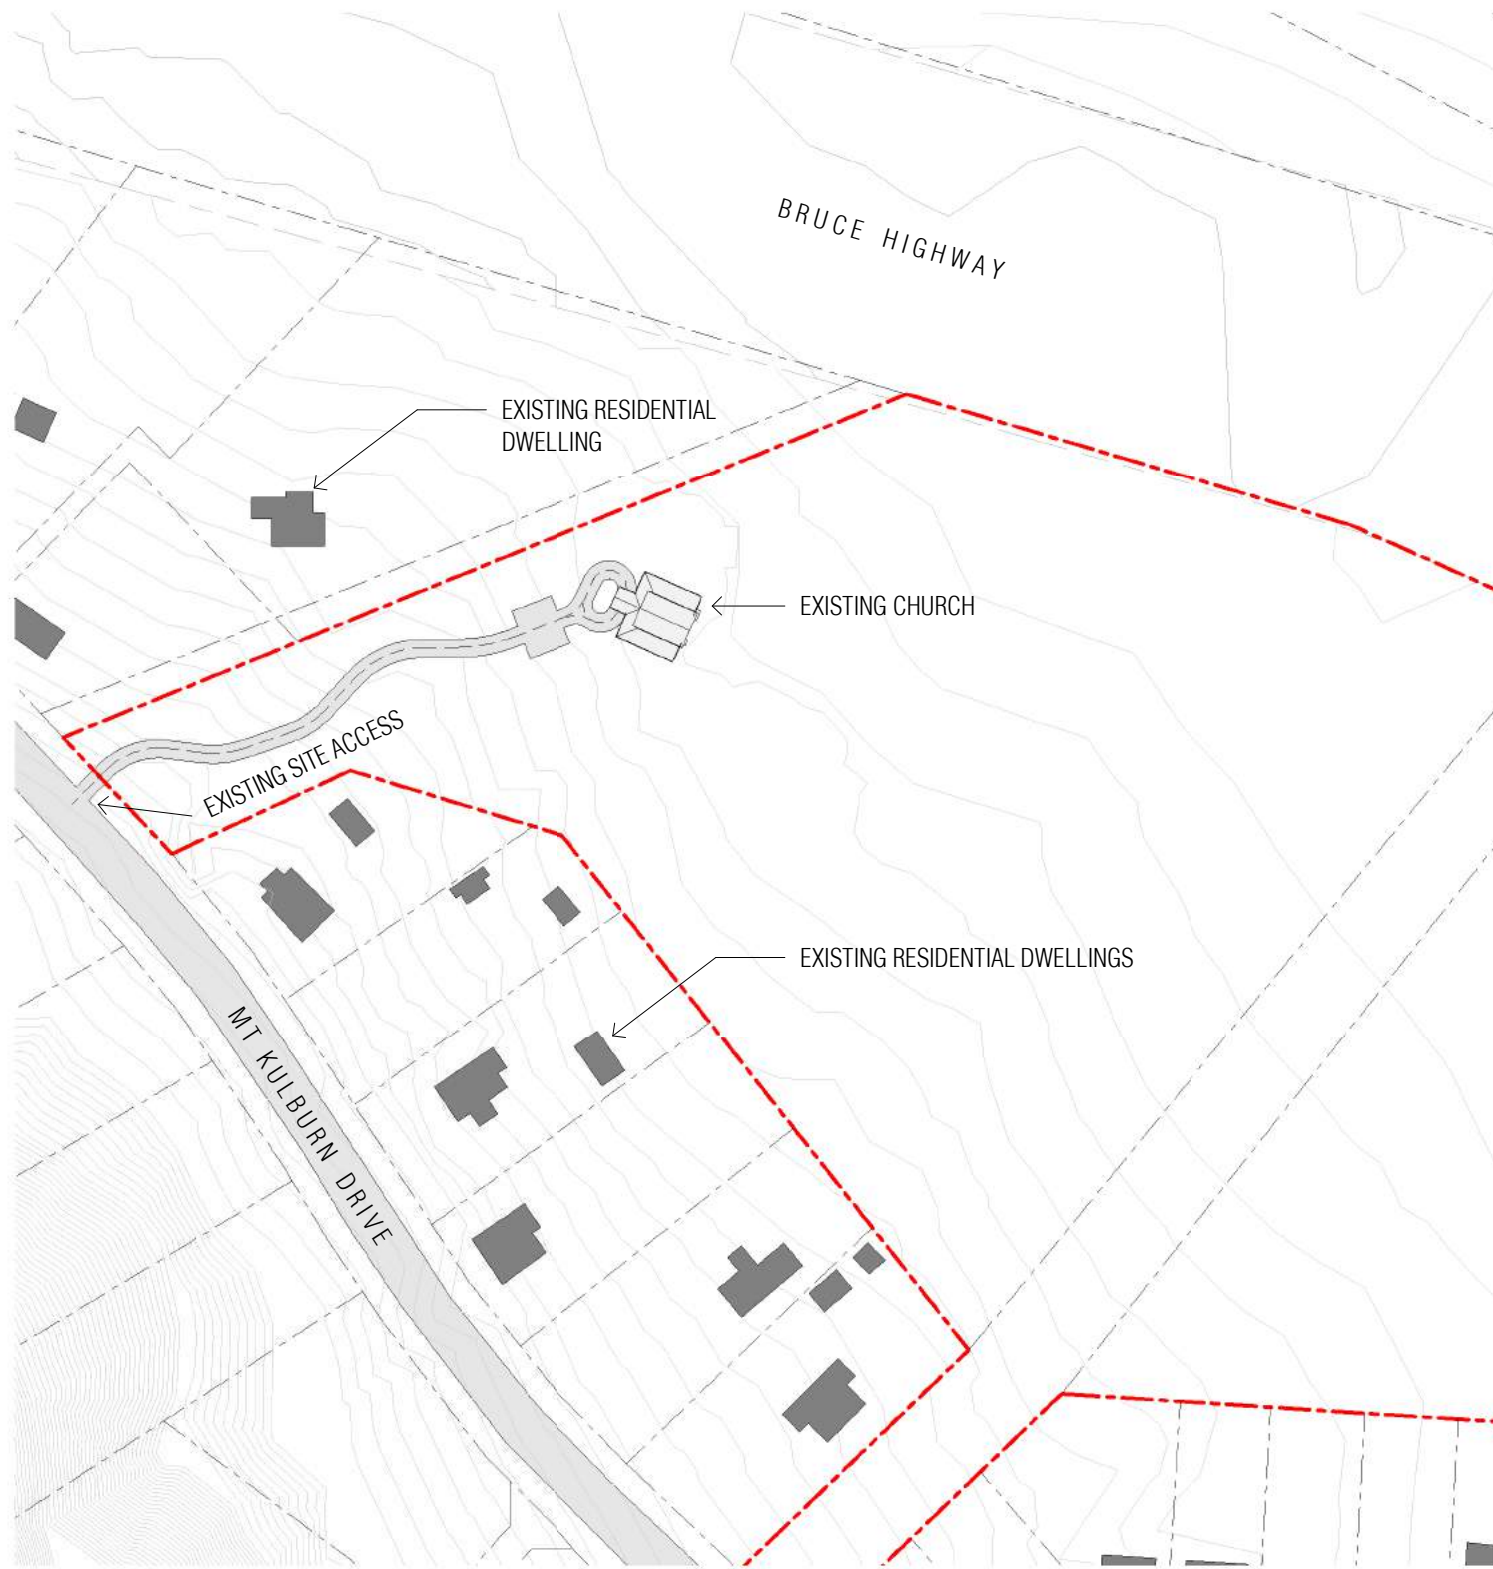 BRUCE HIGHWAY
EXISTING RESIDENTIAL
DWELLING
EXISTING CHURCH
EXISTING SITE ACCESS
EXISTING RESIDENTIAL DWELLINGS
MT KULBURN DRIVE